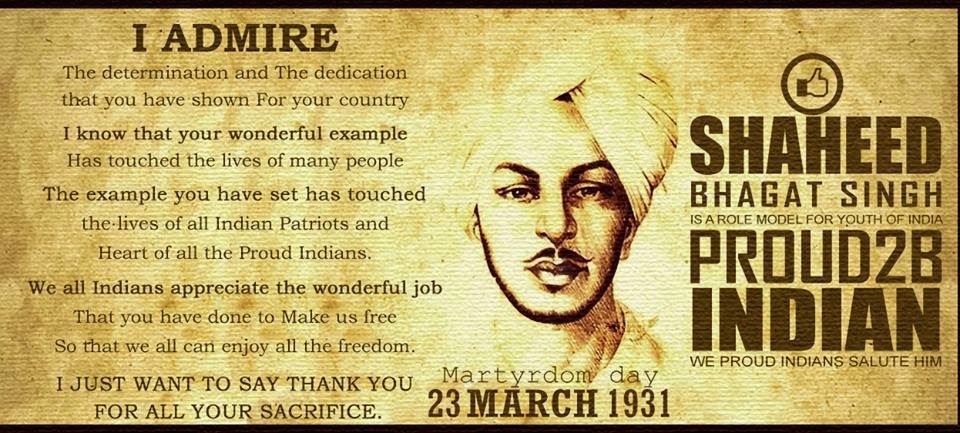 I ADMIRE
The determination and The dedication
that you have shown For your country
I know that your wonderful example
Has touched the lives of many people
The example you have set has touched
the·lives of all Indian Patriots and
Heart of all the Proud Indians.
We all Indians appreciate the wonderful job
That you have done to Make us free
So that we all can enjoy all the freedom.
I JUST WANT TO SAY THANK YOU
FOR ALL YOUR SACRIFICE.
Martyrdom day
23 MARCH 1931
SHAHEED
BHAGAT SINGH
IS A ROLE MODEL FOR YOUTH OF INDIA
PROUD2B
INDIAN
WE PROUD INDIANS SALUTE HIM